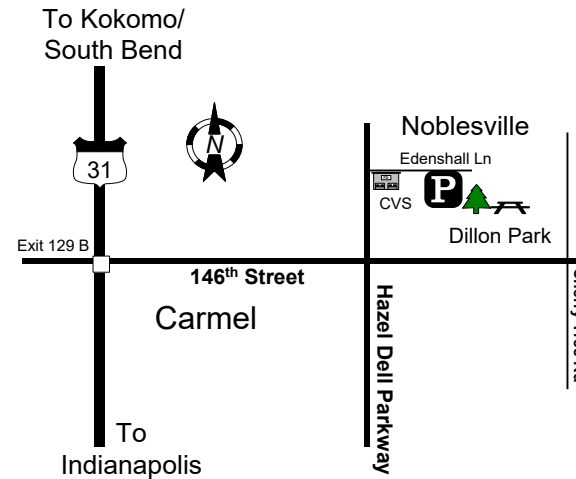 To Kokomo/
South Bend
N
31
Noblesville
Edenshall Ln
P
CVS
Dillon Park
Exit 129 B
146th Street
Carmel
Hazel Dell Parkway
To
Indianapolis